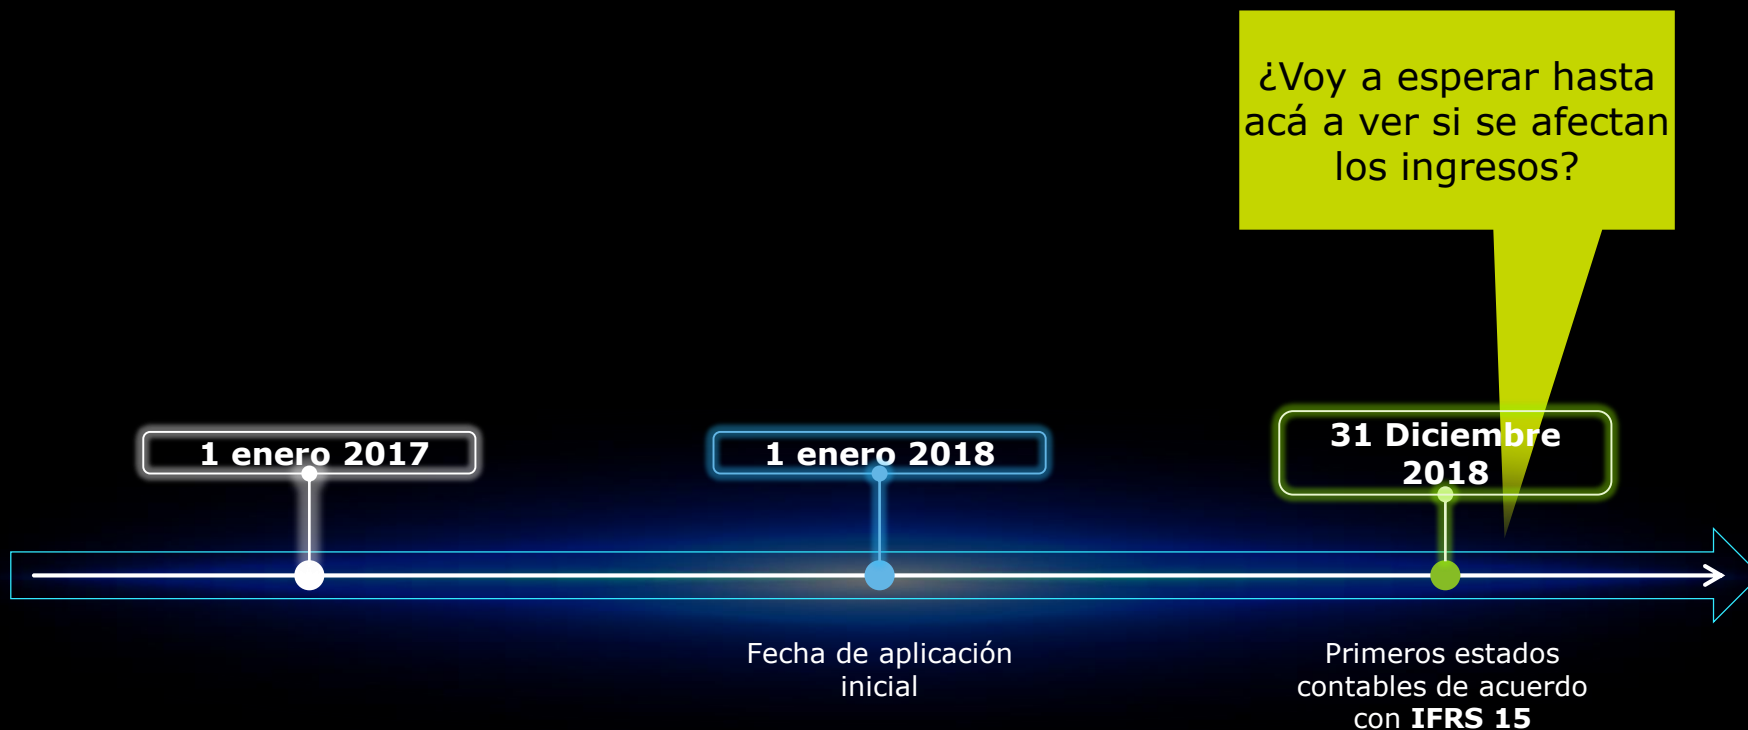 ¿Voy a esperar hasta
acá a ver si se afectan
los ingresos?
1 enero 2017
1 enero 2018
31 Diciembre
2018
Fecha de aplicación
inicial
Primeros estados
contables de acuerdo
con IFRS 15